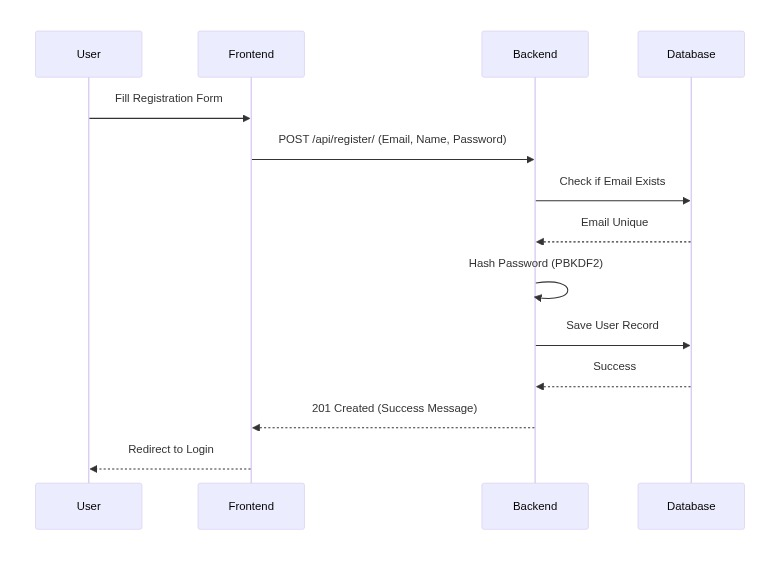 User
Frontend
Backend
Database
Fill Registration Form
POST /api/register/ (Email, Name, Password)
Check if Email Exists
Email Unique
Hash Password (PBKDF2)
Save User Record
Success
201 Created (Success Message)
Redirect to Login
User
Frontend
Backend
Database